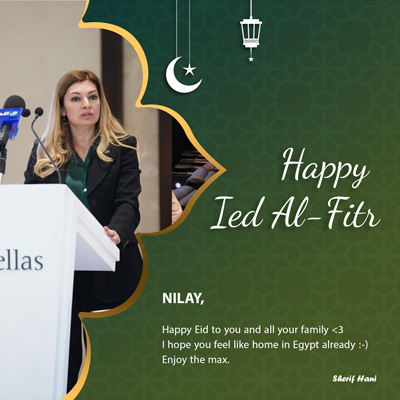 Happy
Ied Al-Fitr
ellas
NILAY,
Happy Eid to you and all your family <3
I hope you feel like home in Egypt already :-)
Enjoy the max.
Sherif Hani